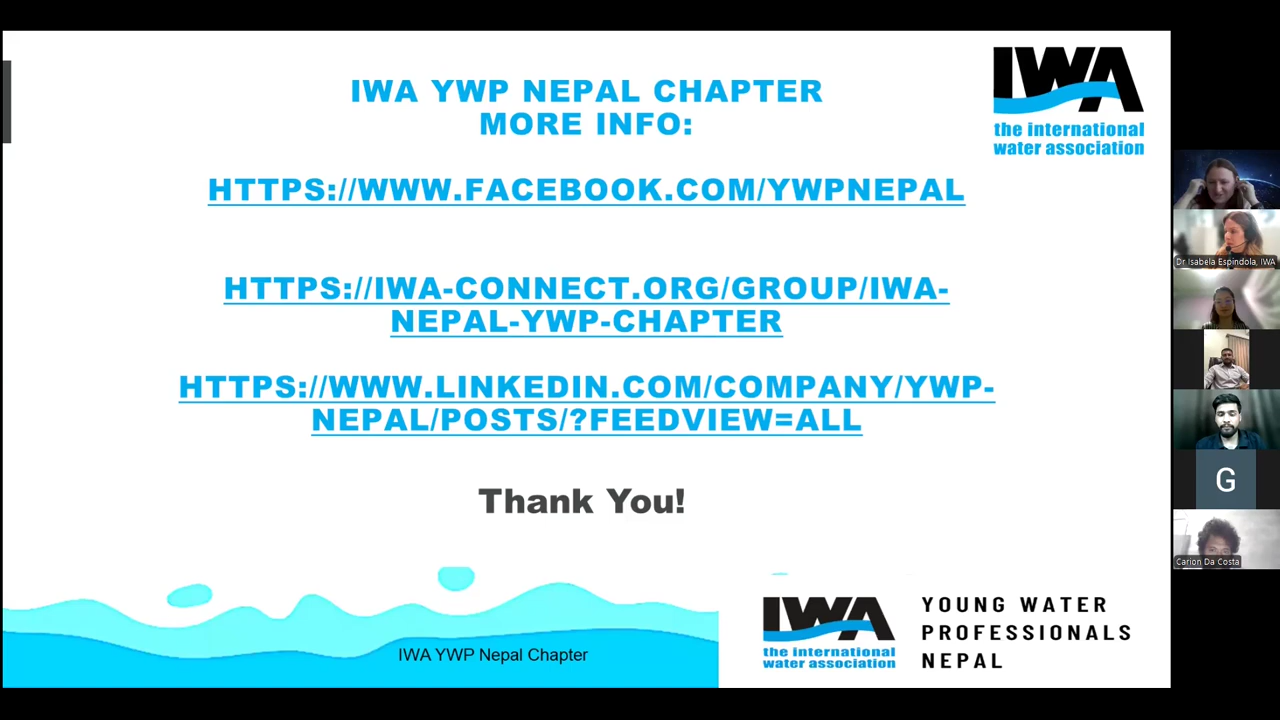 IWA YWP NEPAL CHAPTER
MORE INFO:
HTTPS://WWW.FACEBOOK.COM/YWPNEPAL
HTTPS://IWA-CONNECT.ORG/GROUP/IWA-
NEPAL-YWP-CHAPTER
HTTPS://WWW.LINKEDIN.COM/COMPANY/YWP-
NEPAL/POSTS/?FEEDVIEW=ALL
Thank You!
IWA
the international
water association
IWA YWP Nepal Chapter
IWA
the international
water association
YOUNG WATER
PROFESSIONALS
NEPAL
Dr Isabela Espindola, IWA
G
Carion Da Costa